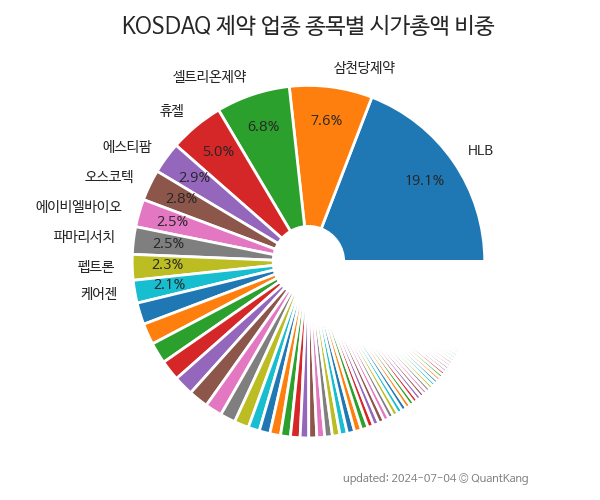 KOSDAQ 제약 업종 종목별 시가총액 비중
삼천당제약
셀트리온제약
휴젤
에스티팜
오스코텍
에이비엘바이오
파마리서치
펩트론
케어젠
HLB
7.6%
6.8%
5.0%
2.9%
2.8%
2.5%
2.5%
2.3%
2.1%
19.1%
updated: 2024-07-04 © QuantKang